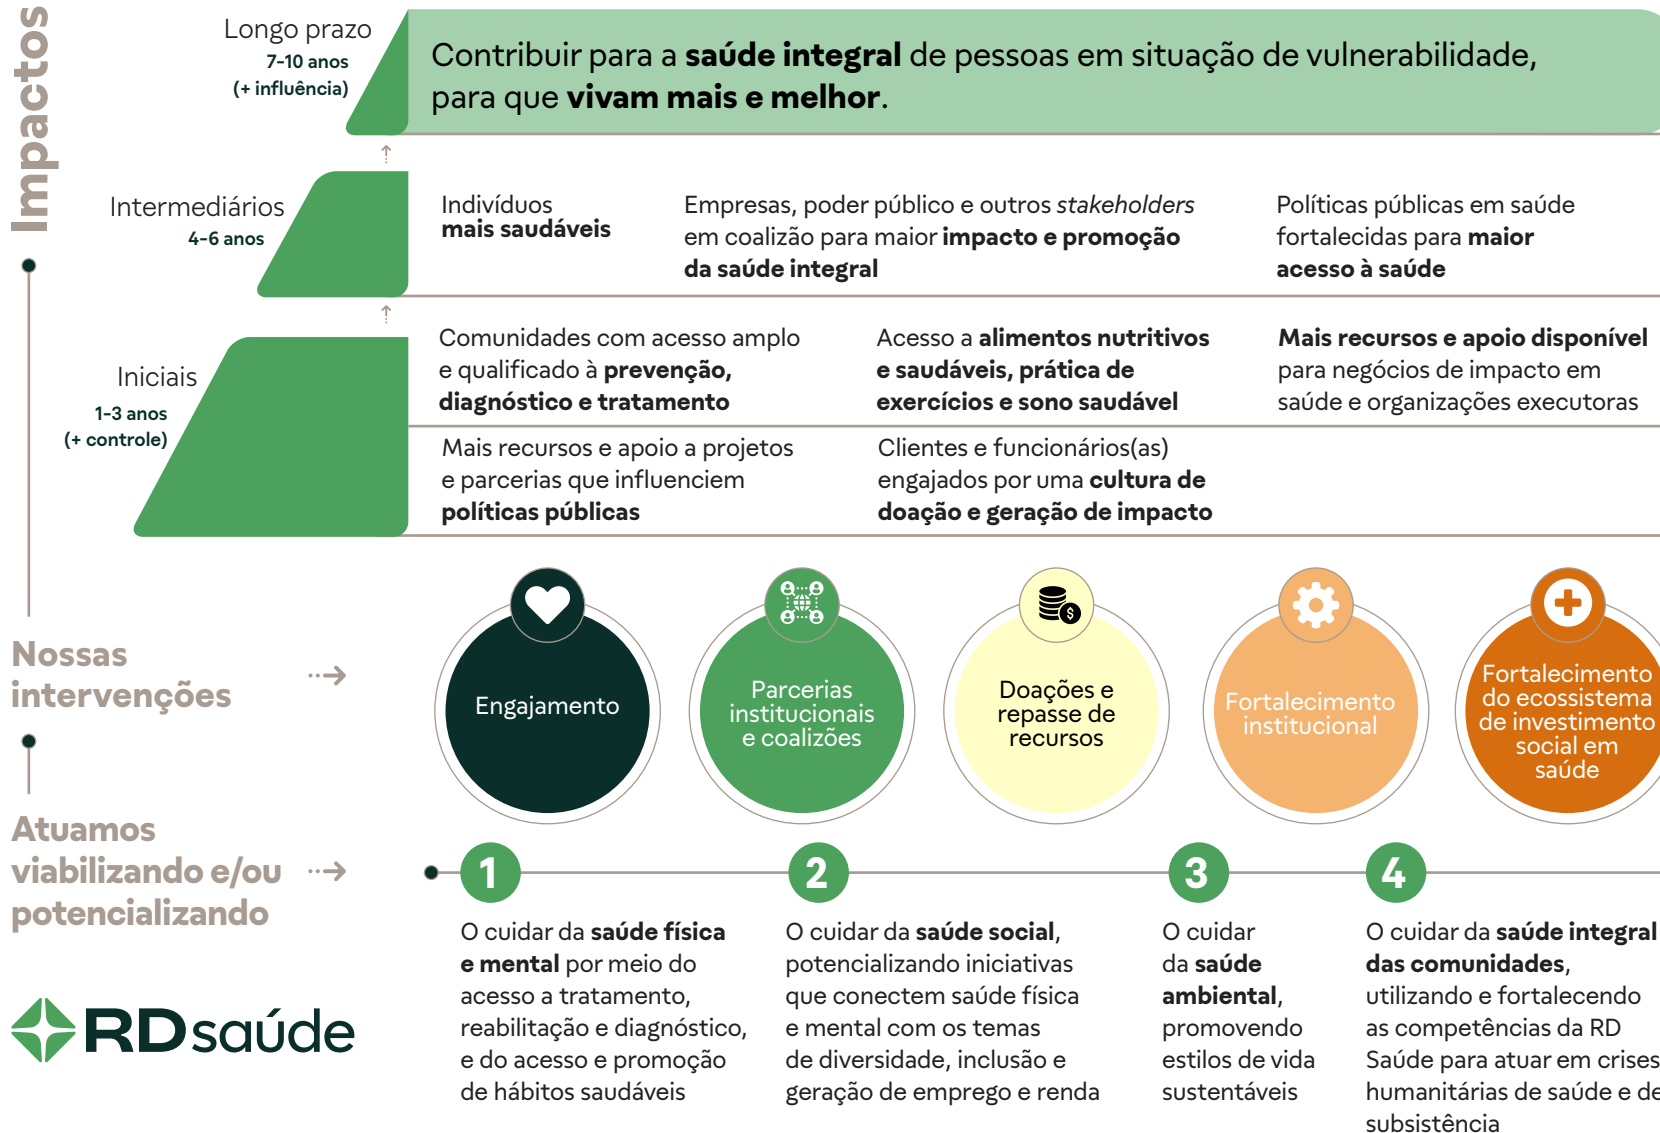 Impactos
Longo prazo
7-10 anos
(+ influência)
Contribuir para a saúde integral de pessoas em situação de vulnerabilidade,
para que vivam mais e melhor.
Intermediários
4-6 anos
Indivíduos
mais saudáveis
Empresas, poder público e outros stakeholders
em coalizão para maior impacto e promoção
da saúde integral
Políticas públicas em saúde
fortalecidas para maior
acesso à saúde
Iniciais
1-3 anos
(+ controle)
Comunidades com acesso amplo
e qualificado à prevenção,
diagnóstico e tratamento
Acesso a alimentos nutritivos
e saudáveis, prática de
exercícios e sono saudável
Mais recursos e apoio disponível
para negócios de impacto em
saúde e organizações executoras
Mais recursos e apoio a projetos
e parcerias que influenciem
políticas públicas
Clientes e funcionários(as)
engajados por uma cultura de
doação e geração de impacto
Nossas
intervenções
Engajamento
Parcerias
institucionais
e coalizões
$
Doações e
repasse de
recursos
Fortalecimento
institucional
Fortalecimento
do ecossistema
de investimento
social em
saúde
Atuamos
viabilizando e/ou
potencializando
1
O cuidar da saúde física
e mental por meio do
acesso a tratamento,
reabilitação e diagnóstico,
e do acesso e promoção
de hábitos saudáveis
2
O cuidar da saúde social,
potencializando iniciativas
que conectem saúde física
e mental com os temas
de diversidade, inclusão e
geração de emprego e renda
3
O cuidar
da saúde
ambiental,
promovendo
estilos de vida
sustentáveis
4
O cuidar da saúde integral
das comunidades,
utilizando e fortalecendo
as competências da RD
Saúde para atuar em crises
humanitárias de saúde e de
subsistência
RDsaúde